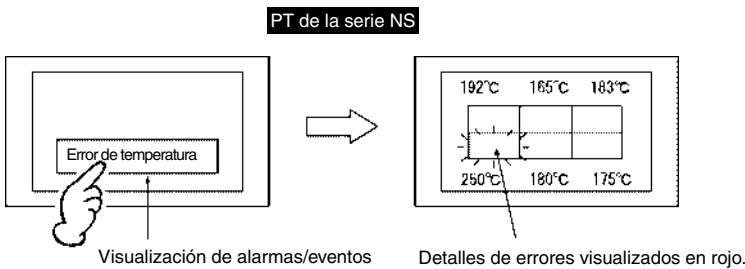 PT de la serie NS
Error de temperatura
192°C 165°C 183°C
250°C 180°C 175°C
Visualización de alarmas/eventos
Detalles de errores visualizados en rojo.